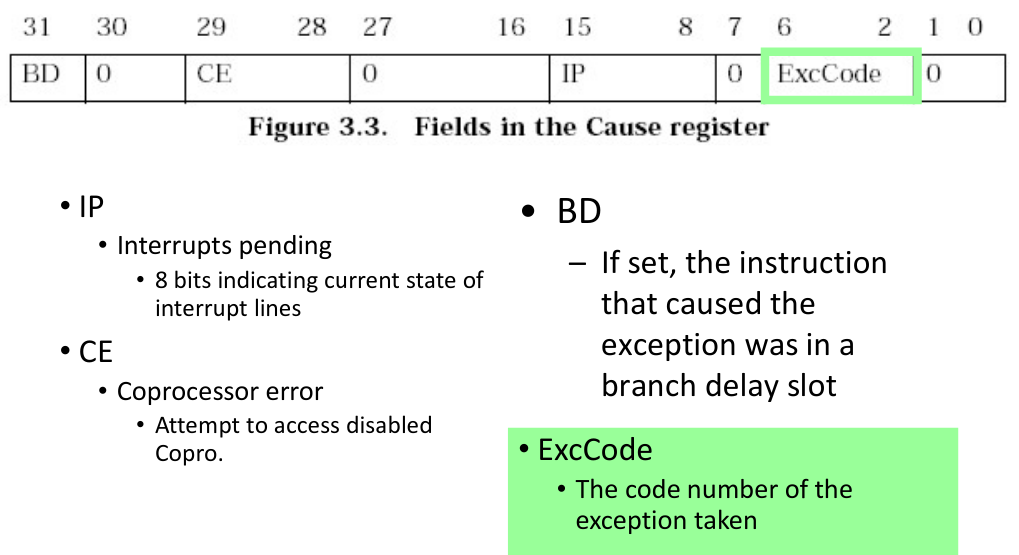 31 30 29 28 27 16 15 8 7 6 2 1 0
BD 0 CE 0 IP 0 ExcCode 0
Figure 3.3. Fields in the Cause register
• IP
• Interrupts pending
• 8 bits indicating current state of
interrupt lines
• CE
• Coprocessor error
• Attempt to access disabled
Copro.
• BD
– If set, the instruction
that caused the
exception was in a
branch delay slot
• ExcCode
• The code number of the
exception taken